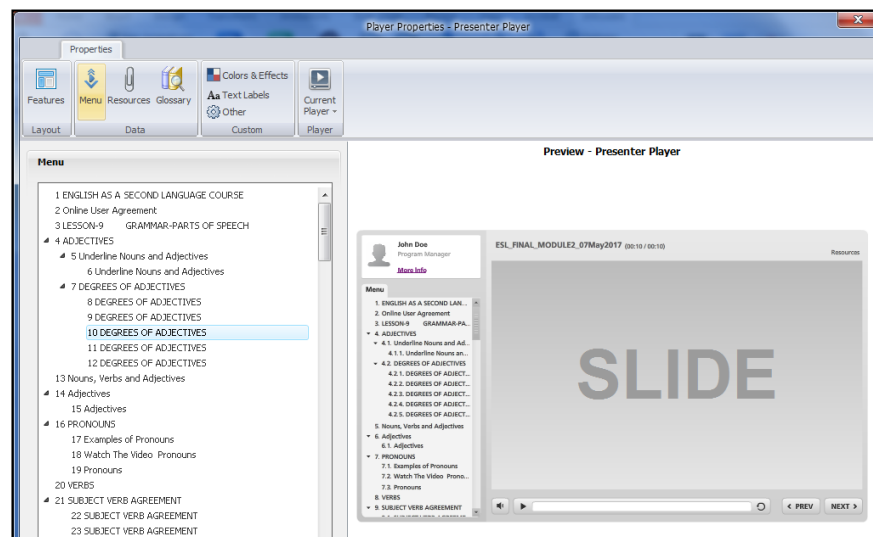 Player Properties - Presenter Player
Properties
Features
Menu
Resources
Glossary
Colors & Effects
Aa Text Labels
Other
Current
Player
Layout
Data
Custom
Player
Menu
1 ENGLISH AS A SECOND LANGUAGE COURSE
2 Online User Agreement
3 LESSON-9 GRAMMAR-PARTS OF SPEECH
4 ADJECTIVES
5 Underline Nouns and Adjectives
6 Underline Nouns and Adjectives
7 DEGREES OF ADJECTIVES
8 DEGREES OF ADJECTIVES
9 DEGREES OF ADJECTIVES
10 DEGREES OF ADJECTIVES
11 DEGREES OF ADJECTIVES
12 DEGREES OF ADJECTIVES
13 Nouns, Verbs and Adjectives
14 Adjectives
15 Adjectives
16 PRONOUNS
17 Examples of Pronouns
18 Watch The Video Pronouns
19 Pronouns
20 VERBS
21 SUBJECT VERB AGREEMENT
22 SUBJECT VERB AGREEMENT
23 SUBJECT VERB AGREEMENT
Preview - Presenter Player
John Doe
Program Manager
More Info
ESL_FINAL_MODULE2_07May2017 (00:10 / 00:10)
Resources
Menu
1. ENGLISH AS A SECOND LAN...
2. Online User Agreement
3. LESSON-9 GRAMMAR-PA...
4. ADJECTIVES
4.1. Underline Nouns and Ad...
4.1.1. Underline Nouns an...
4.2. DEGREES OF ADJECTIVES
4.2.1. DEGREES OF ADJECT...
4.2.2. DEGREES OF ADJECT...
4.2.3. DEGREES OF ADJECT...
4.2.4. DEGREES OF ADJECT...
4.2.5. DEGREES OF ADJECT...
5. Nouns, Verbs and Adjectives
6. Adjectives
6.1. Adjectives
7. PRONOUNS
7.1. Examples of Pronouns
7.2. Watch The Video Prono...
7.3. Pronouns
8. VERBS
9. SUBJECT VERB AGREEMENT
SLIDE
< PREV
NEXT >